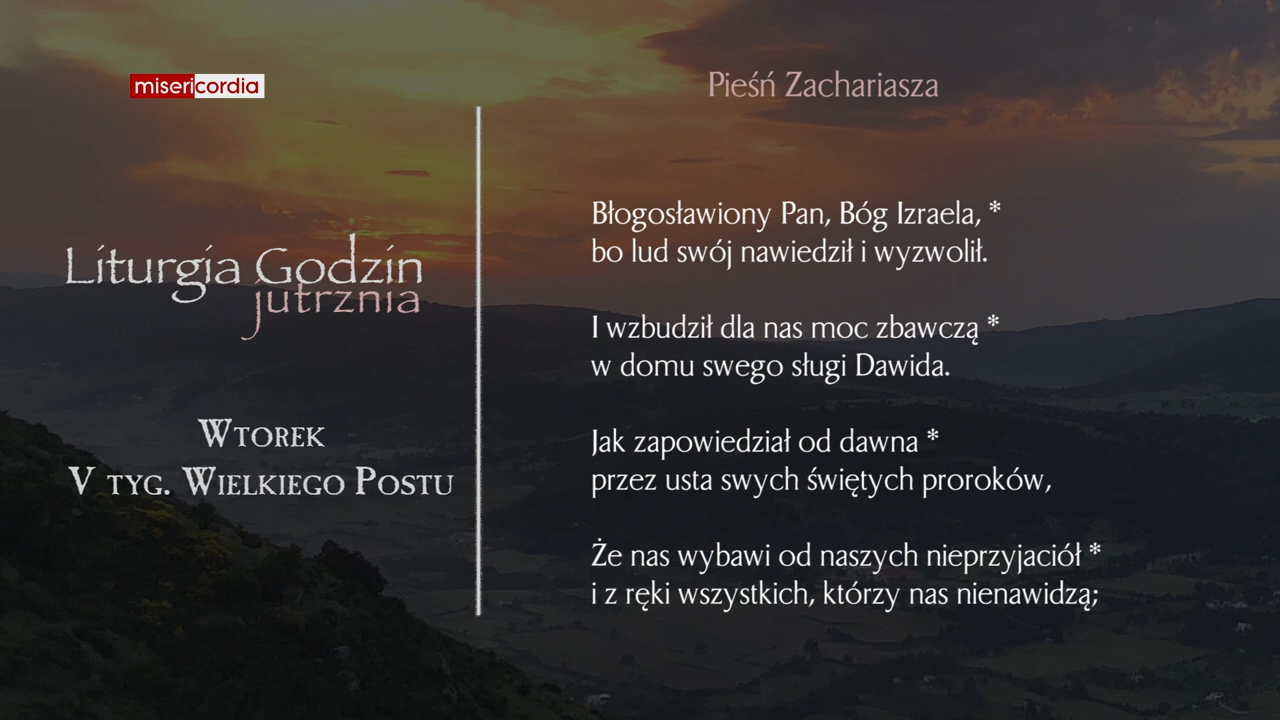 misericordia
Liturgia Godzin
jutrznia
Wtorek
V tyg. Wielkiego Postu
Pieśń Zachariasza
Błogosławiony Pan, Bóg Izraela, *
bo lud swój nawiedził i wyzwolił.
I wzbudził dla nas moc zbawczą *
w domu swego sługi Dawida.
Jak zapowiedział od dawna *
przez usta swych świętych proroków,
Że nas wybawi od naszych nieprzyjaciół *
i z ręki wszystkich, którzy nas nienawidzą;